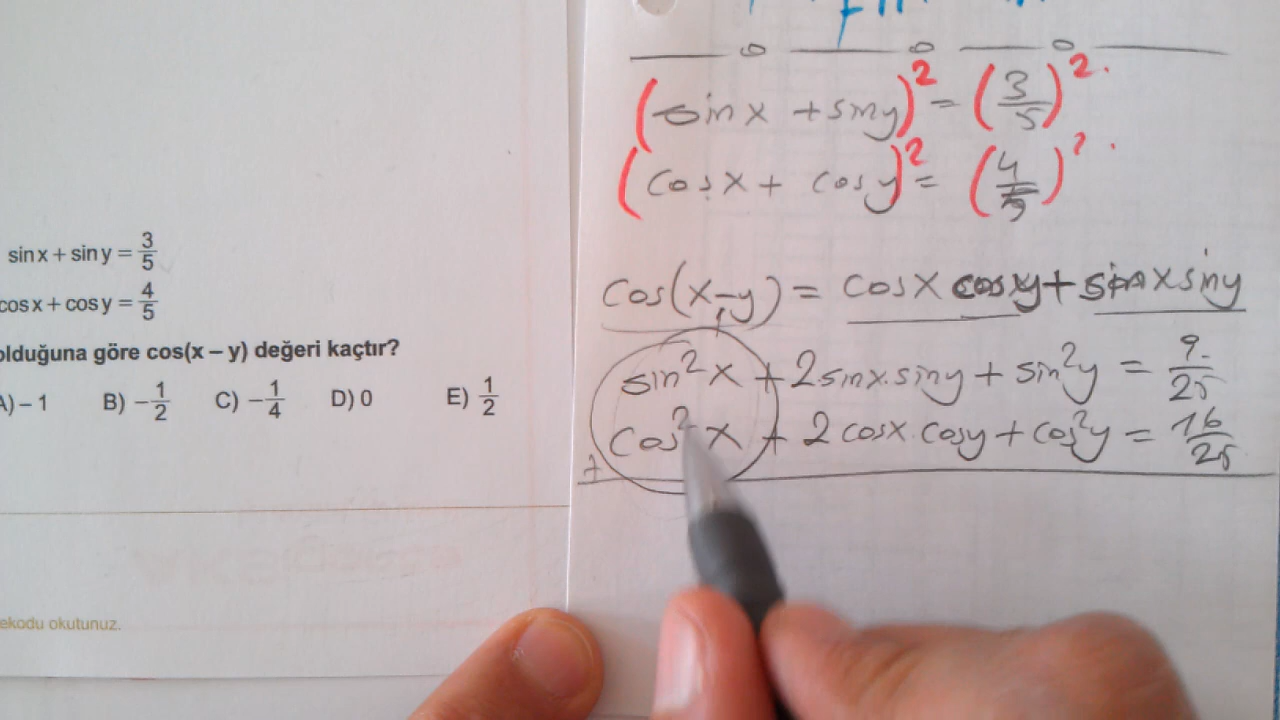 sinx + siny = 3/5
cosx + cosy = 4/5
olduğuna göre cos(x – y) değeri kaçtır?
A) – 1 B) – 1/2 C) – 1/4 D) 0 E) 1/2
ekodu okutunuz.
(sinx + siny)² = (3/5)²
(cosx + cosy)² = (4/5)²
cos(x–y) = cosx cosy + sinx siny
sin²x + 2sinx.siny + sin²y = 9/25
cos²x + 2cosx.cosy + cos²y = 16/25
+